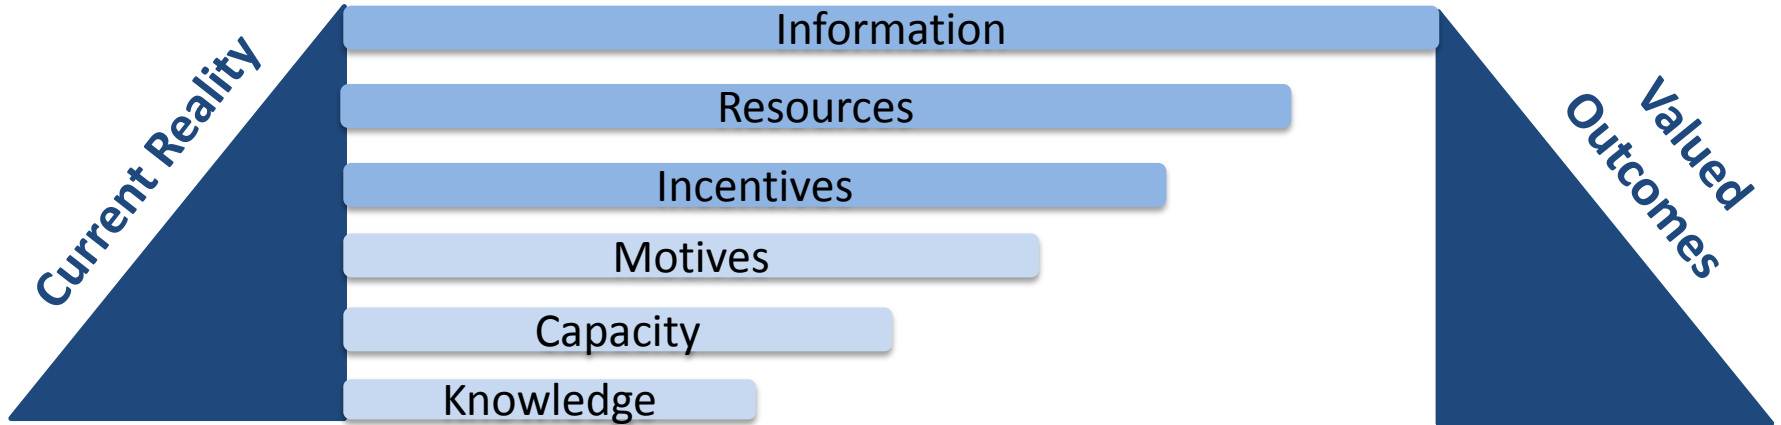 Current Reality
Information
Resources
Incentives
Motives
Capacity
Knowledge
Valued
Outcomes